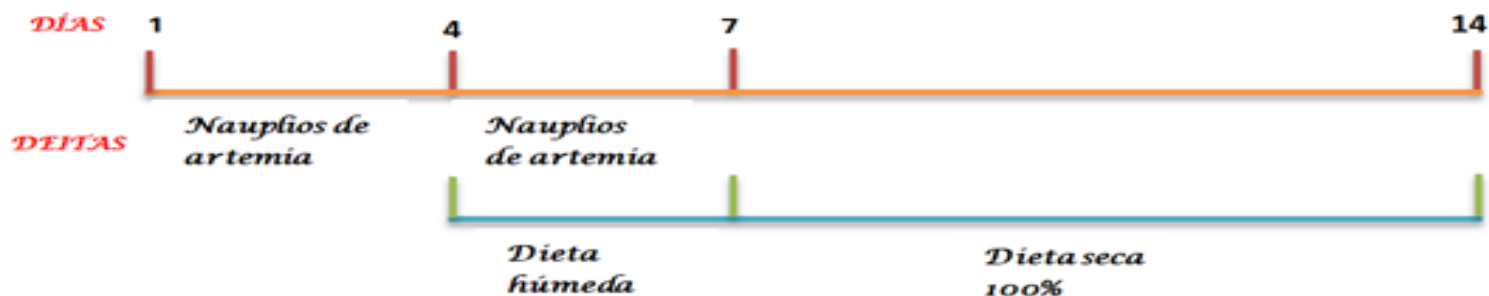 DÍAS 1 4 7 14
Nauplios de
artemia
Nauplios
de artemia
DEITAS
Dieta
húmeda
Dieta seca
100%